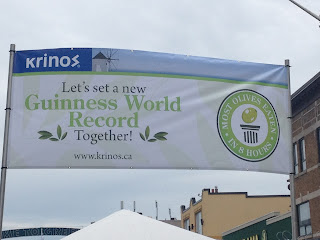 Krinos
Let's set a new
Guinness World
Record
Together!
www.krinos.ca
MOST OLIVES EATEN
IN 8 HOURS